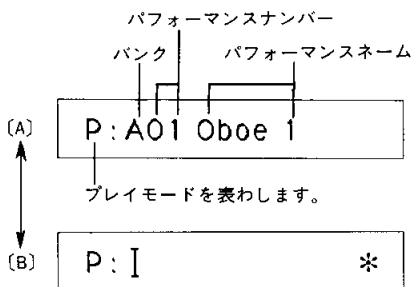 パフォーマンスナンバー
バンク パフォーマンスネーム
[A] P:A01 Oboe 1
プレイモードを表わします。
[B] P:I *